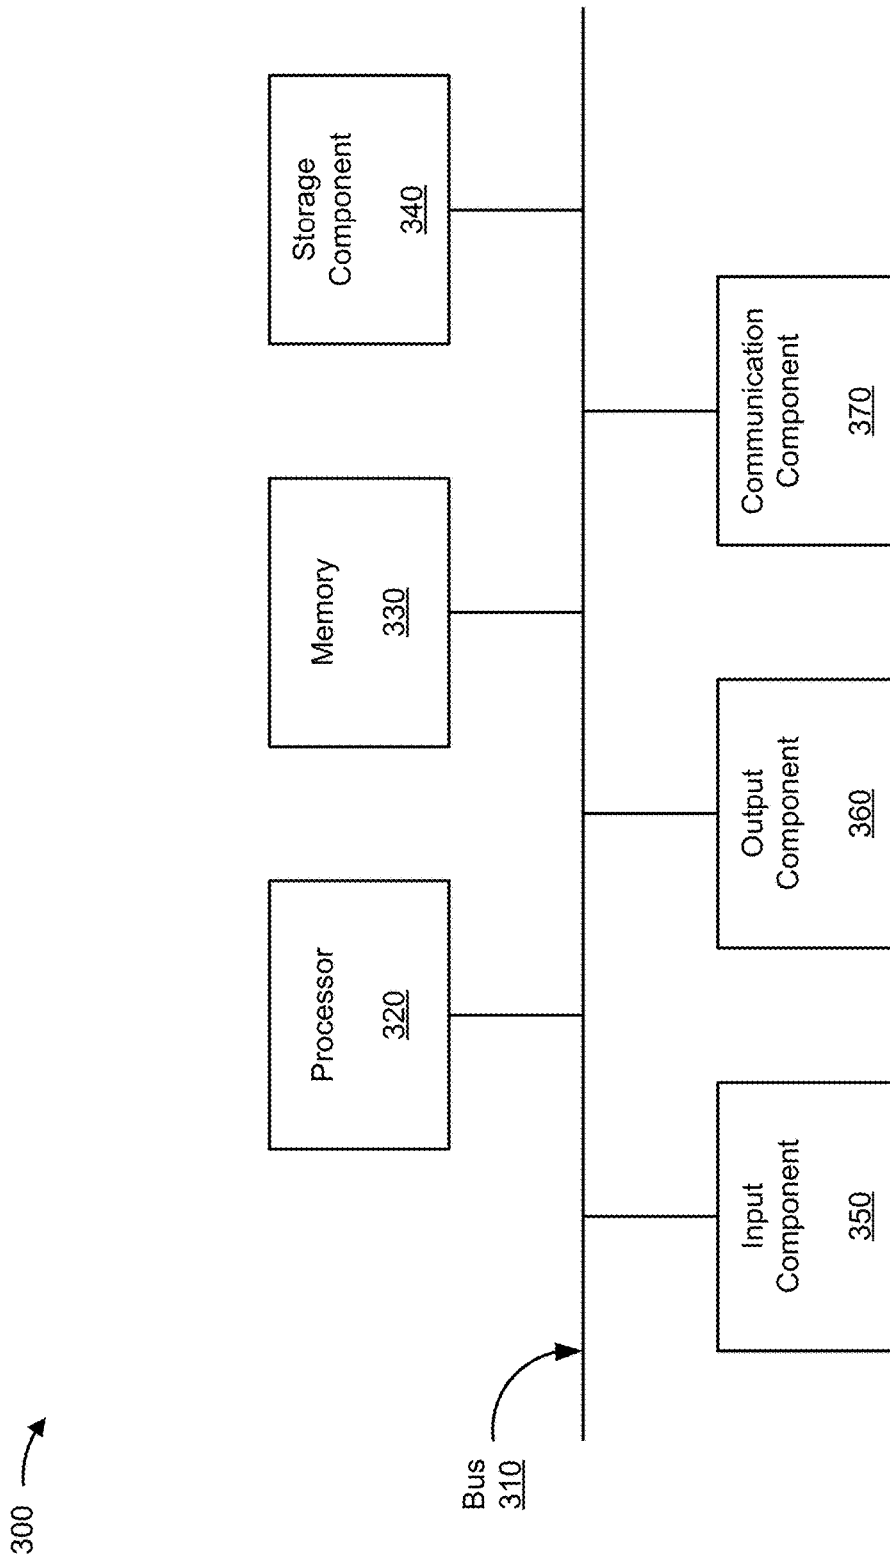 300
Processor
320
Memory
330
Storage
Component
340
Bus
310
Input
Component
350
Output
Component
360
Communication
Component
370